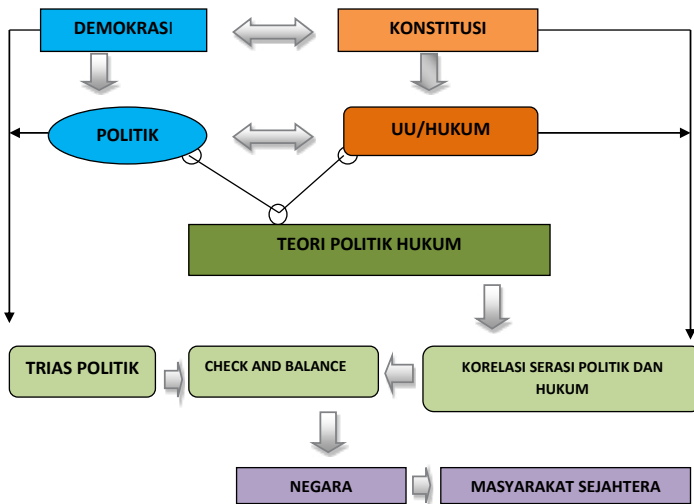 DEMOKRASI
KONSTITUSI
POLITIK
UU/HUKUM
TEORI POLITIK HUKUM
TRIAS POLITIK
CHECK AND BALANCE
KORELASI SERASI POLITIK DAN
HUKUM
NEGARA
MASYARAKAT SEJAHTERA